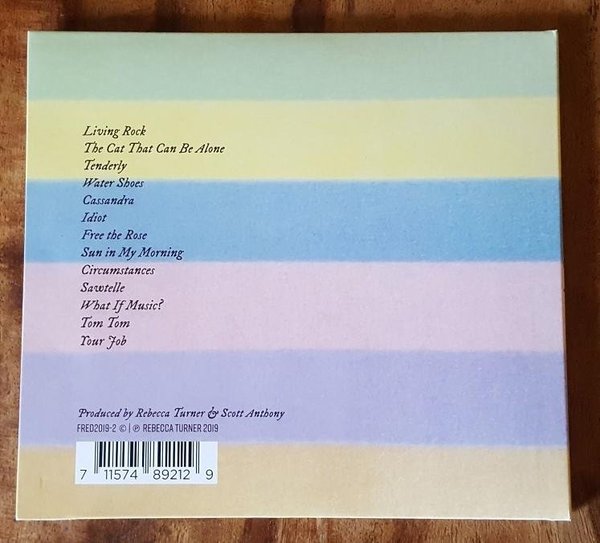 Living Rock
The Cat That Can Be Alone
Tenderly
Water Shoes
Cassandra
Idiot
Free the Rose
Sun in My Morning
Circumstances
Sawtelle
What If Music?
Tom Tom
Your Job
Produced by Rebecca Turner & Scott Anthony
FRED2019-2 © | ℗ REBECCA TURNER 2019
7 11574 89212 9